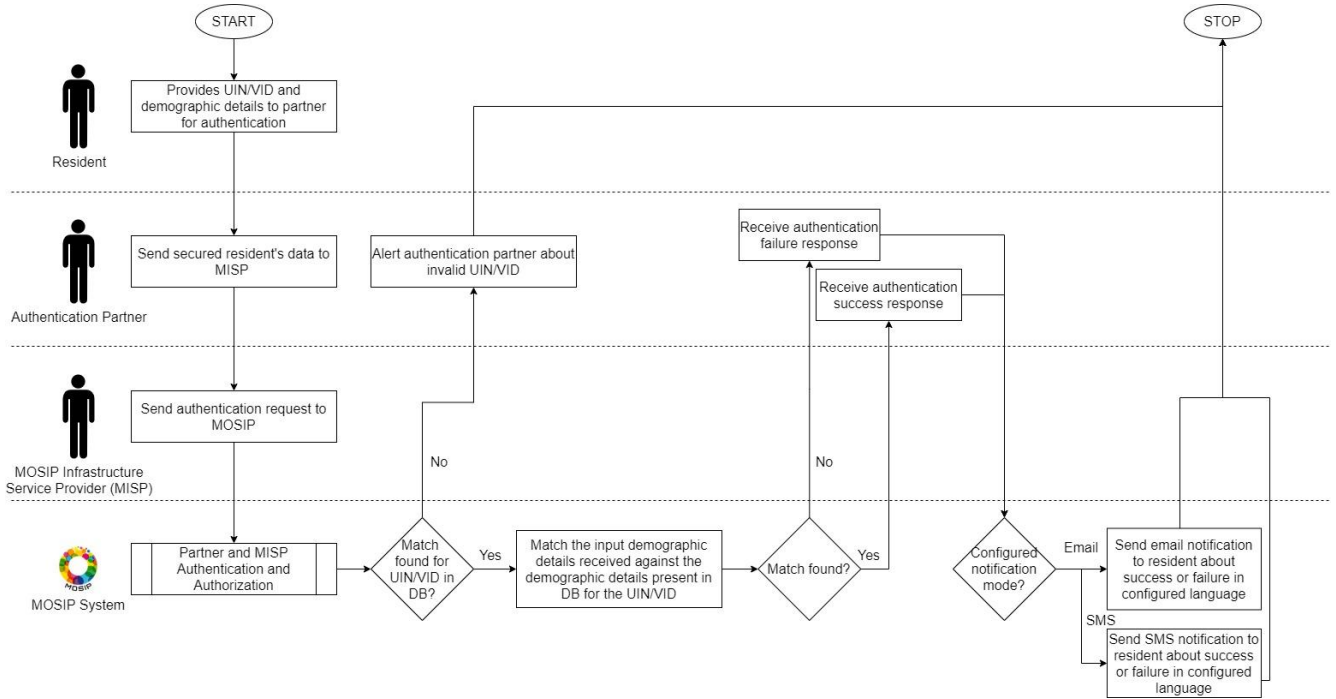 START
STOP
Provides UIN/VID and
demographic details to partner
for authentication
Resident
Send secured resident's data to
MISP
Alert authentication partner about
invalid UIN/VID
Receive authentication
failure response
Receive authentication
success response
Authentication Partner
Send authentication request to
MOSIP
MOSIP Infrastructure
Service Provider (MISP)
No
No
Partner and MISP
Authentication and
Authorization
Match
found for
UIN/VID in
DB?
Yes
Match the input demographic
details received against the
demographic details present in
DB for the UIN/VID
Match found?
Yes
Configured
notification
mode?
Email
Send email notification
to resident about
success or failure in
configured language
SMS
Send SMS notification to
resident about success
or failure in configured
language
MOSIP
MOSIP System